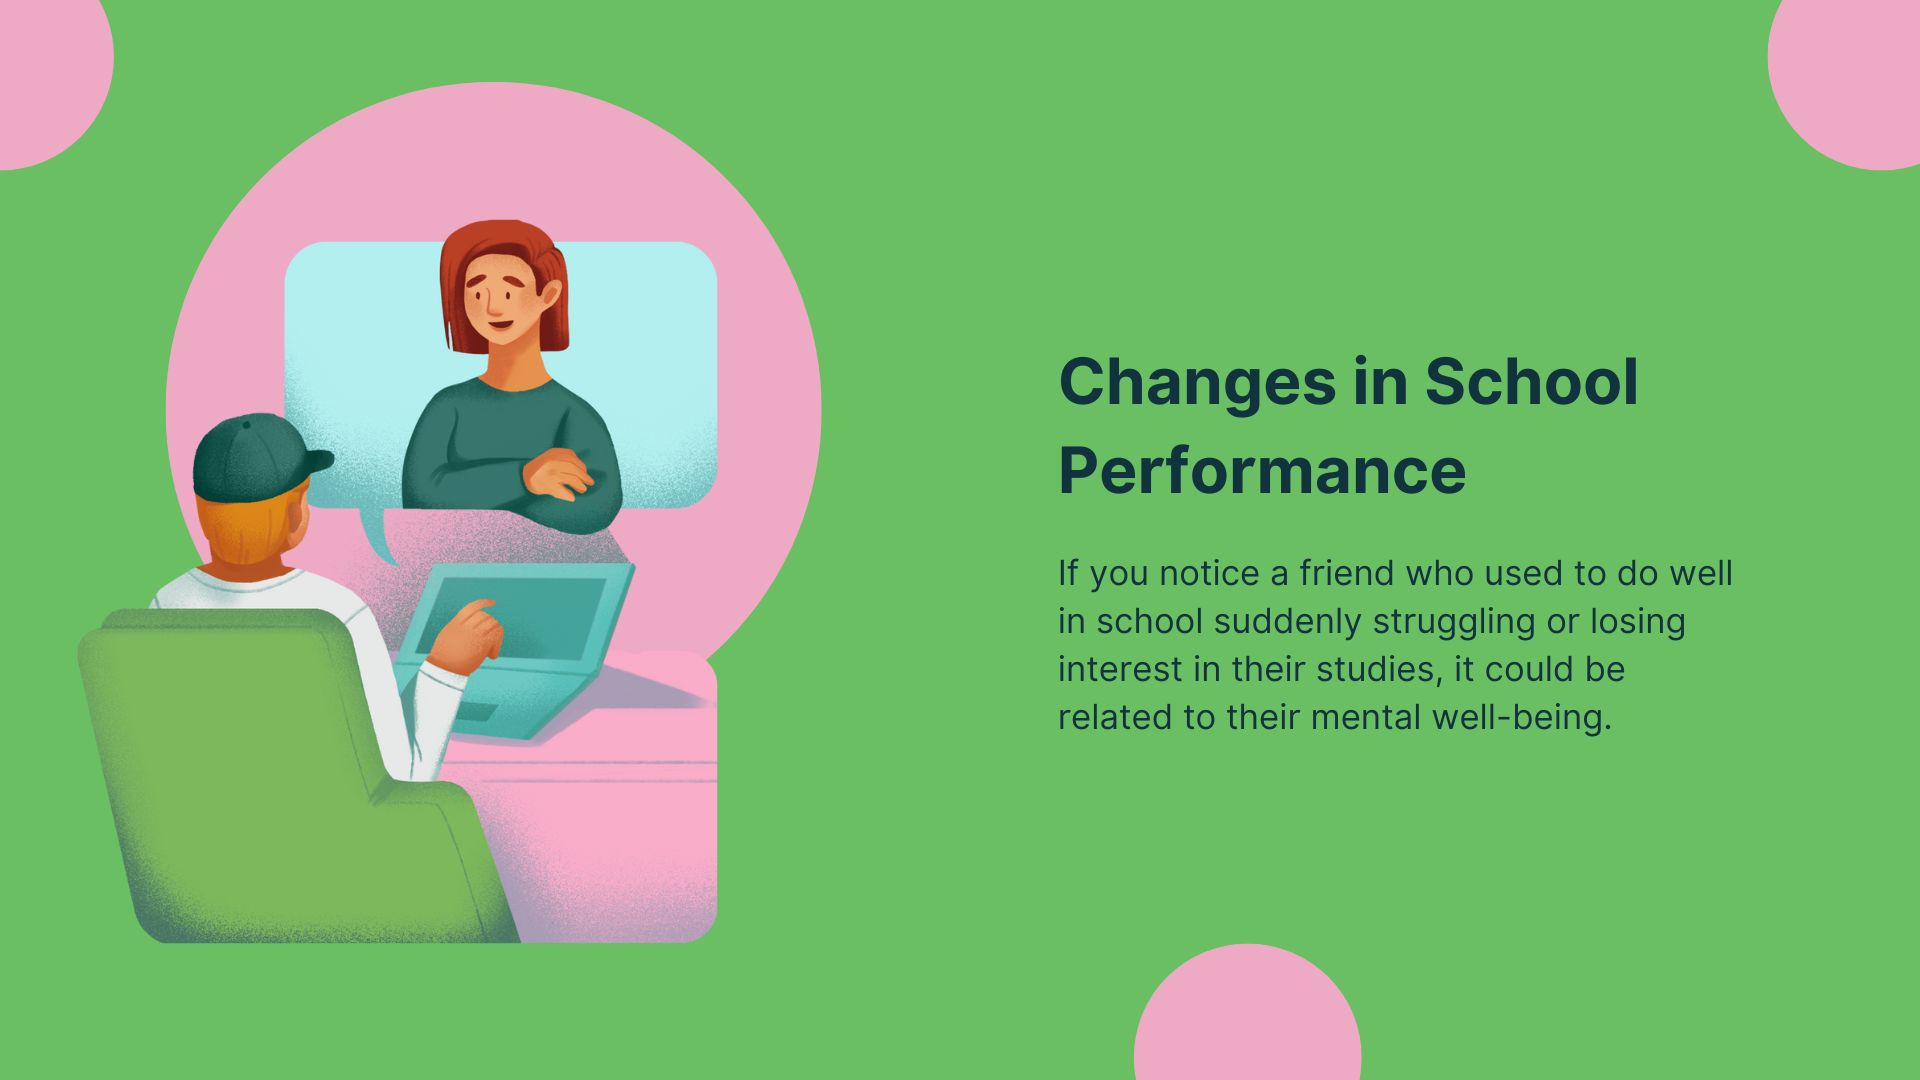 Changes in School
Performance
If you notice a friend who used to do well
in school suddenly struggling or losing
interest in their studies, it could be
related to their mental well-being.